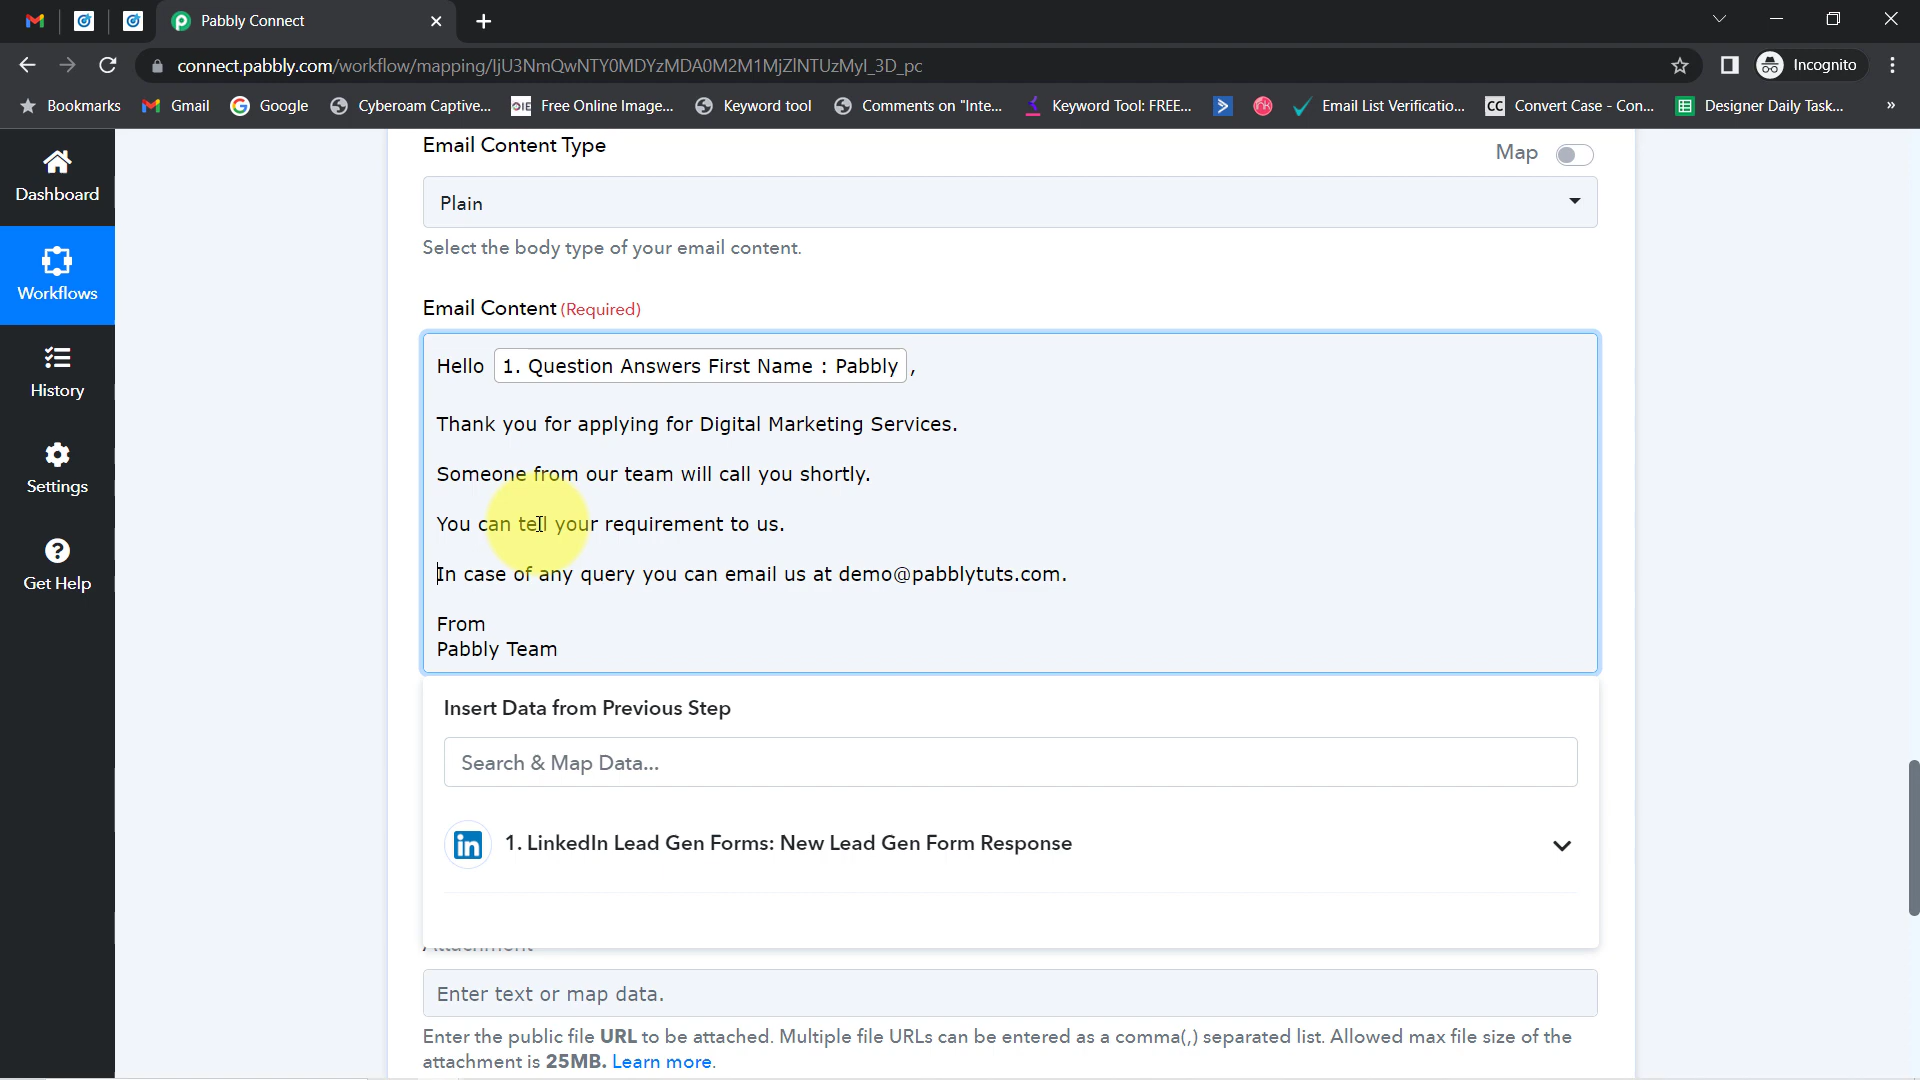 Pabbly Connect
connect.pabbly.com/workflow/mapping/IjU3NmQwNTY0MDYzMDA0M2M1MjZlNTUzMyI_3D_pc
Incognito
Bookmarks
Gmail
Google
Cyberoam Captive...
OIE
Free Online Image...
Keyword tool
Comments on "Inte...
Keyword Tool: FREE...
Email List Verificatio...
CC
Convert Case - Con...
Designer Daily Task...
»
Dashboard
Workflows
History
Settings
Get Help
Email Content Type
Map
Plain
Select the body type of your email content.
Email Content (Required)
Hello 1. Question Answers First Name : Pabbly ,
Thank you for applying for Digital Marketing Services.
Someone from our team will call you shortly.
You can tell your requirement to us.
In case of any query you can email us at demo@pabblytuts.com.
From
Pabbly Team
Insert Data from Previous Step
Search & Map Data...
in
1. LinkedIn Lead Gen Forms: New Lead Gen Form Response
Attachment
Enter text or map data.
Enter the public file URL to be attached. Multiple file URLs can be entered as a comma(,) separated list. Allowed max file size of the
attachment is 25MB. Learn more.